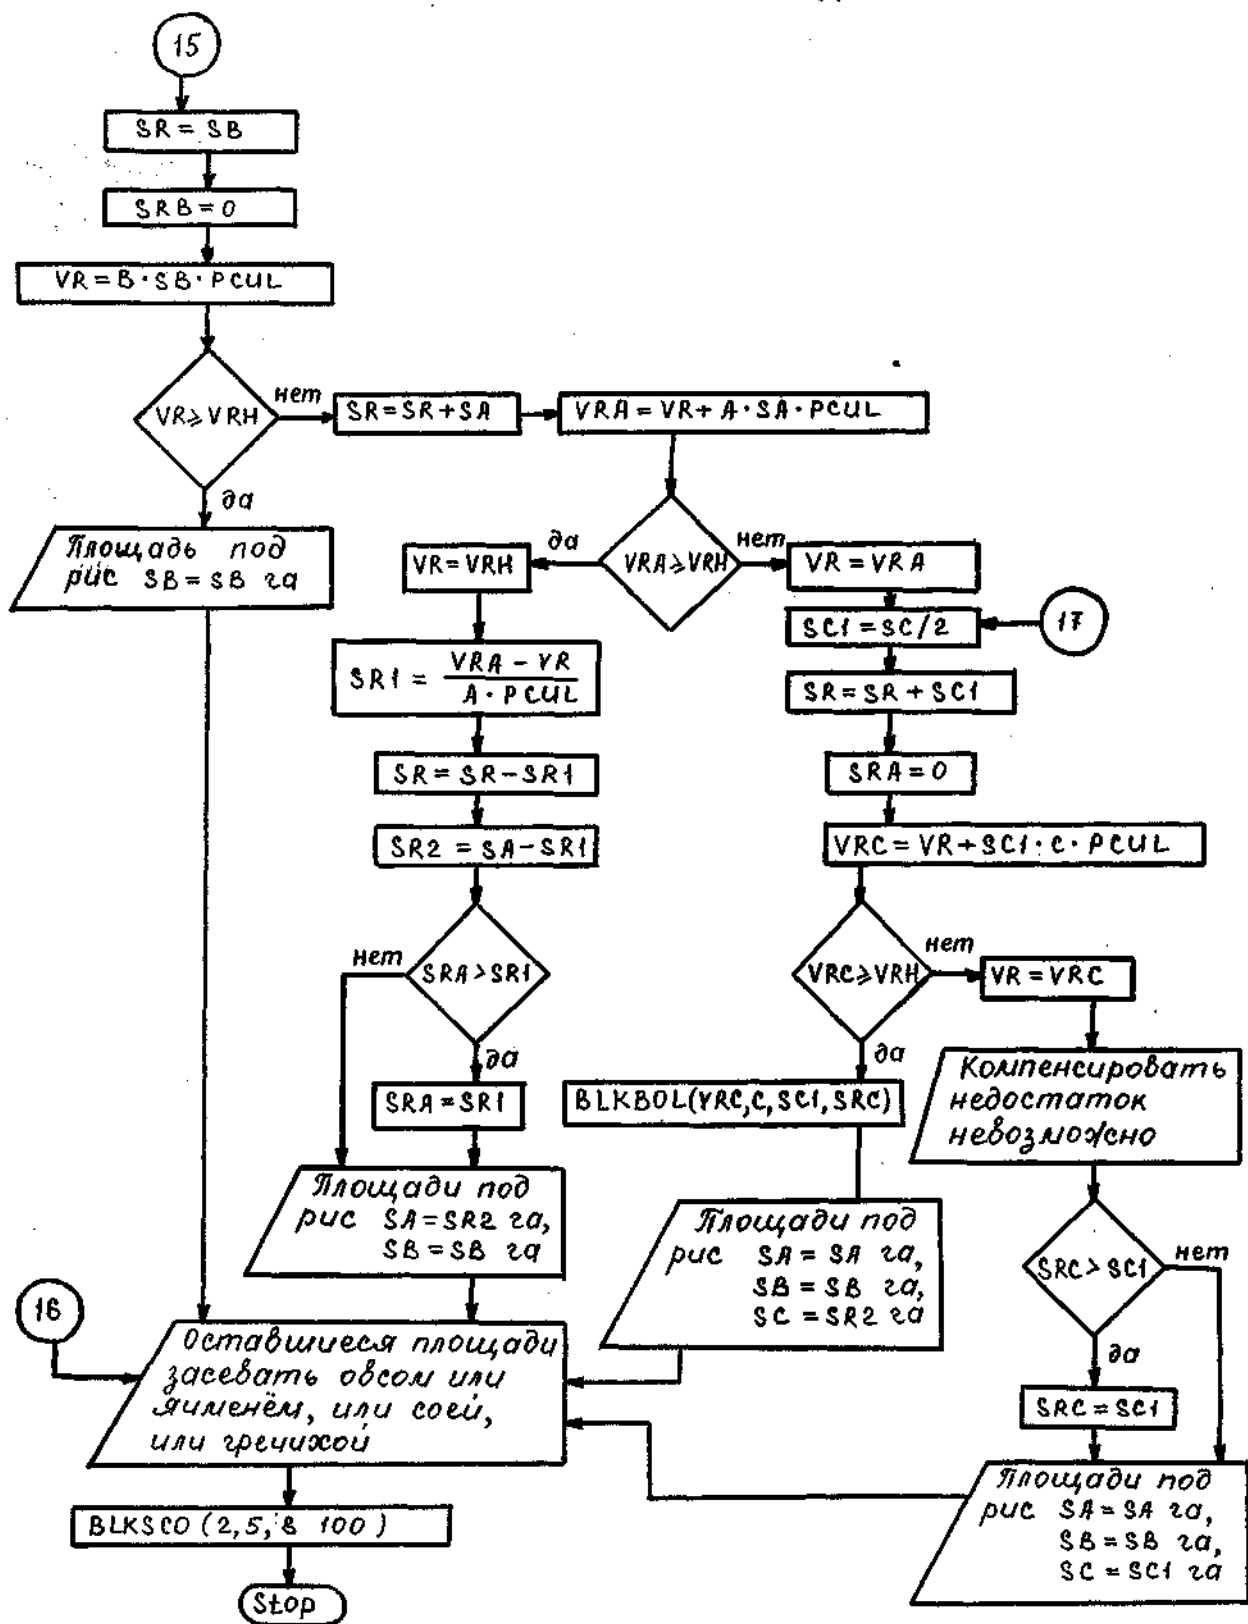 15
SR = SB
SRB = 0
VR = B · SB · PCUL
VR ≥ VRH
нет
SR = SR + SA
VRA = VR + A · SA · PCUL
да
Площадь под
рис SB = SB га
VRA ≥ VRH
да
VR = VRH
нет
VR = VRA
SC1 = SC/2
17
SR1 = VRA − VR
A · PCUL
SR = SR + SC1
SR = SR − SR1
SRA = 0
SR2 = SA − SR1
VRC = VR + SC1 · C · PCUL
SRA > SR1
нет
да
SRA = SR1
Площади под
рис SA = SR2 га,
SB = SB га
VRC ≥ VRH
нет
VR = VRC
да
BLKBOL(VRC, C, SC1, SRC)
Компенсировать
недостаток
невозможно
Площади под
рис SA = SA га,
SB = SB га,
SC = SR2 га
SRC > SC1
нет
да
SRC = SC1
Площади под
рис SA = SA га,
SB = SB га,
SC = SC1 га
16
Оставшиеся площади
засевать овсом или
ячменём, или соей,
или гречихой
BLKSCO (2, 5, 100)
Stop